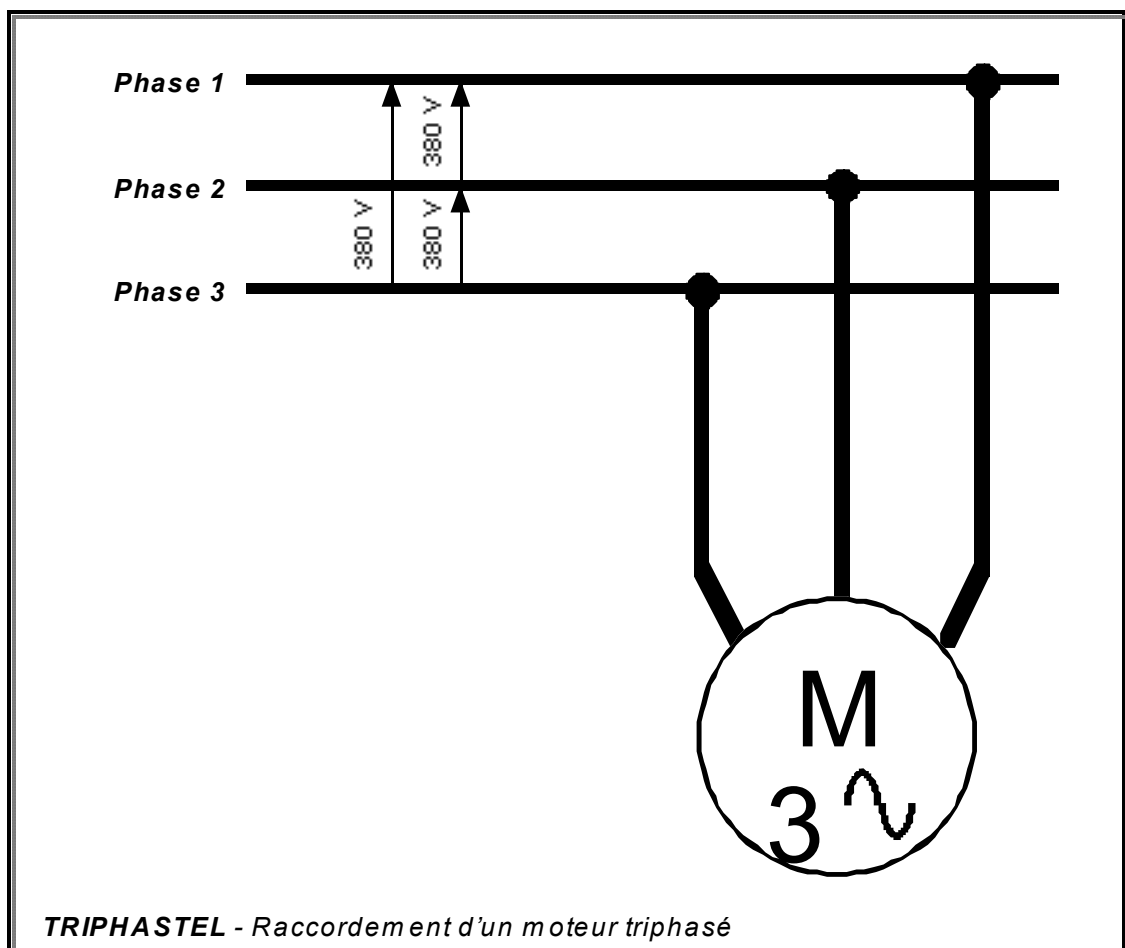 Phase 1
380 V
Phase 2
380 V
380 V
Phase 3
M
3
TRIPHASTEL - Raccordement d'un moteur triphasé